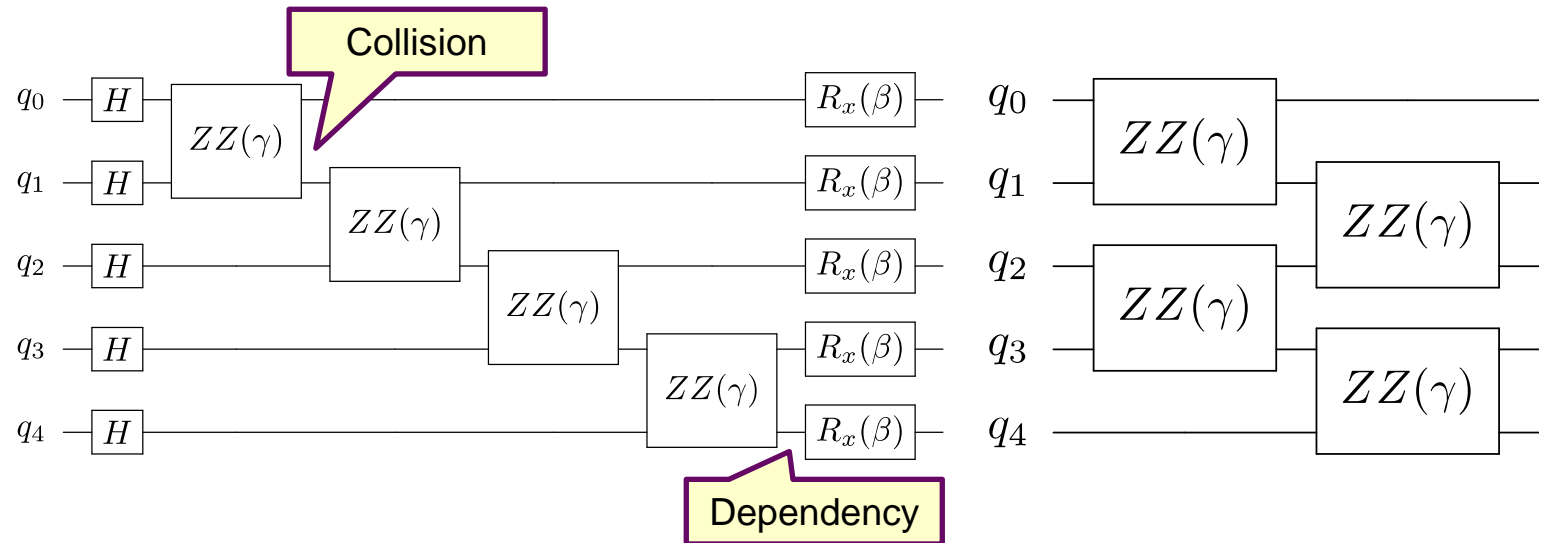 Collision
q₀ H ZZ(γ) Rₓ(β)
q₁ H ZZ(γ) Rₓ(β)
q₂ H ZZ(γ) Rₓ(β)
q₃ H ZZ(γ) Rₓ(β)
q₄ H Rₓ(β)
Dependency
q₀ ZZ(γ)
q₁ ZZ(γ)
q₂ ZZ(γ)
q₃ ZZ(γ)
q₄